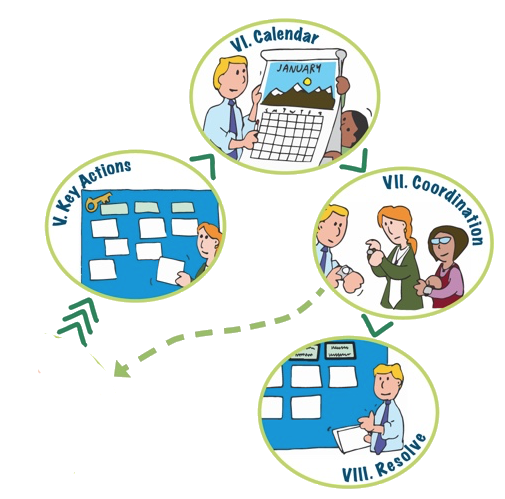 VI. Calendar
JANUARY
S M T W T F S
V. Key Actions
VII. Coordination
VIII. Resolve